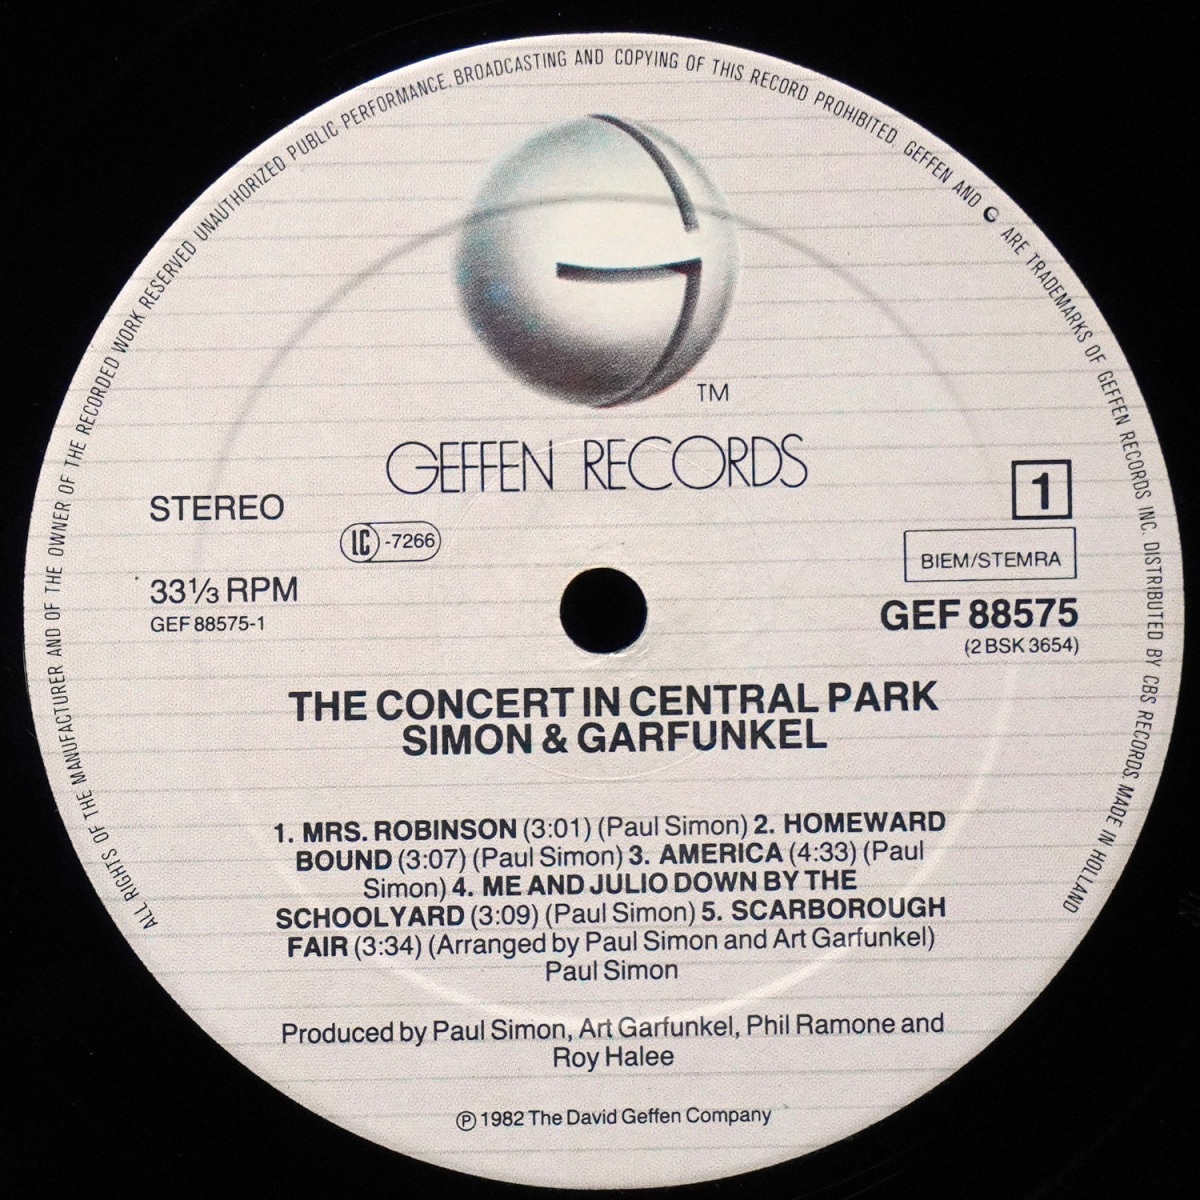 ALL RIGHTS OF THE MANUFACTURER AND OF THE OWNER OF THE RECORDED WORK RESERVED UNAUTHORIZED PUBLIC PERFORMANCE. BROADCASTING AND COPYING OF THIS RECORD PROHIBITED. GEFFEN AND G ARE TRADEMARKS OF GEFFEN RECORDS INC. DISTRIBUTED BY CBS RECORDS MADE IN HOLLAND
TM
GEFFEN RECORDS
STEREO
LC -7266
33⅓ RPM
GEF 88575-1
1
BIEM/STEMRA
GEF 88575
(2 BSK 3654)
THE CONCERT IN CENTRAL PARK
SIMON & GARFUNKEL
1. MRS. ROBINSON (3:01) (Paul Simon) 2. HOMEWARD
BOUND (3:07) (Paul Simon) 3. AMERICA (4:33) (Paul
Simon) 4. ME AND JULIO DOWN BY THE
SCHOOLYARD (3:09) (Paul Simon) 5. SCARBOROUGH
FAIR (3:34) (Arranged by Paul Simon and Art Garfunkel)
Paul Simon
Produced by Paul Simon, Art Garfunkel, Phil Ramone and
Roy Halee
℗ 1982 The David Geffen Company